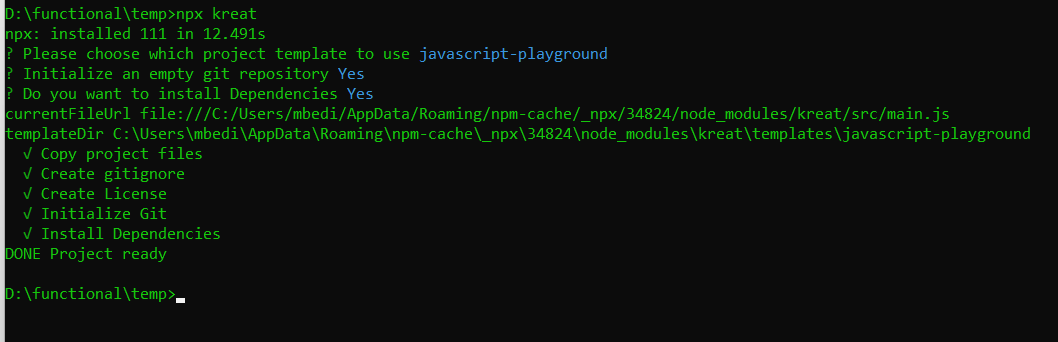 D:\functional\temp>npx kreat
npx: installed 111 in 12.491s
? Please choose which project template to use javascript-playground
? Initialize an empty git repository Yes
? Do you want to install Dependencies Yes
currentFileUrl file:///C:/Users/mbedi/AppData/Roaming/npm-cache/_npx/34824/node_modules/kreat/src/main.js
templateDir C:\Users\mbedi\AppData\Roaming\npm-cache\_npx\34824\node_modules\kreat\templates\javascript-playground
√ Copy project files
√ Create gitignore
√ Create License
√ Initialize Git
√ Install Dependencies
DONE Project ready
D:\functional\temp>